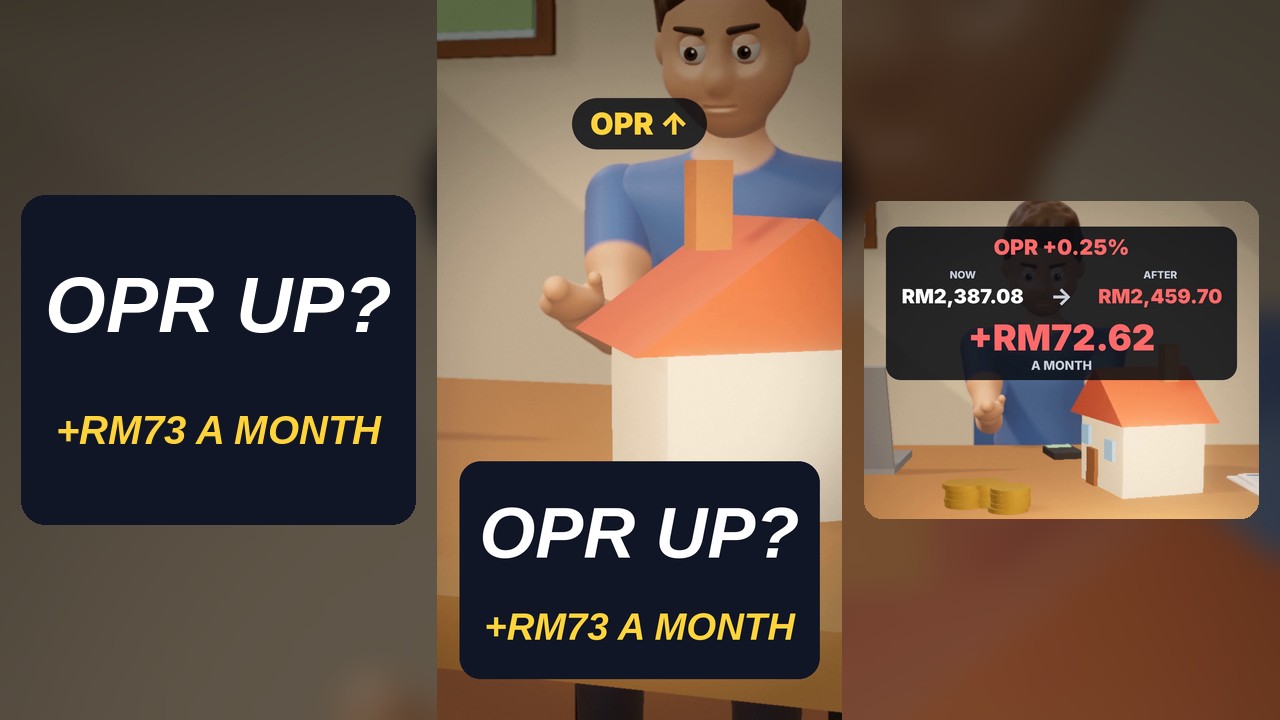 OPR UP?
+RM73 A MONTH
OPR ↑
OPR UP?
+RM73 A MONTH
OPR +0.25%
NOW AFTER
RM2,387.08 → RM2,459.70
+RM72.62
A MONTH